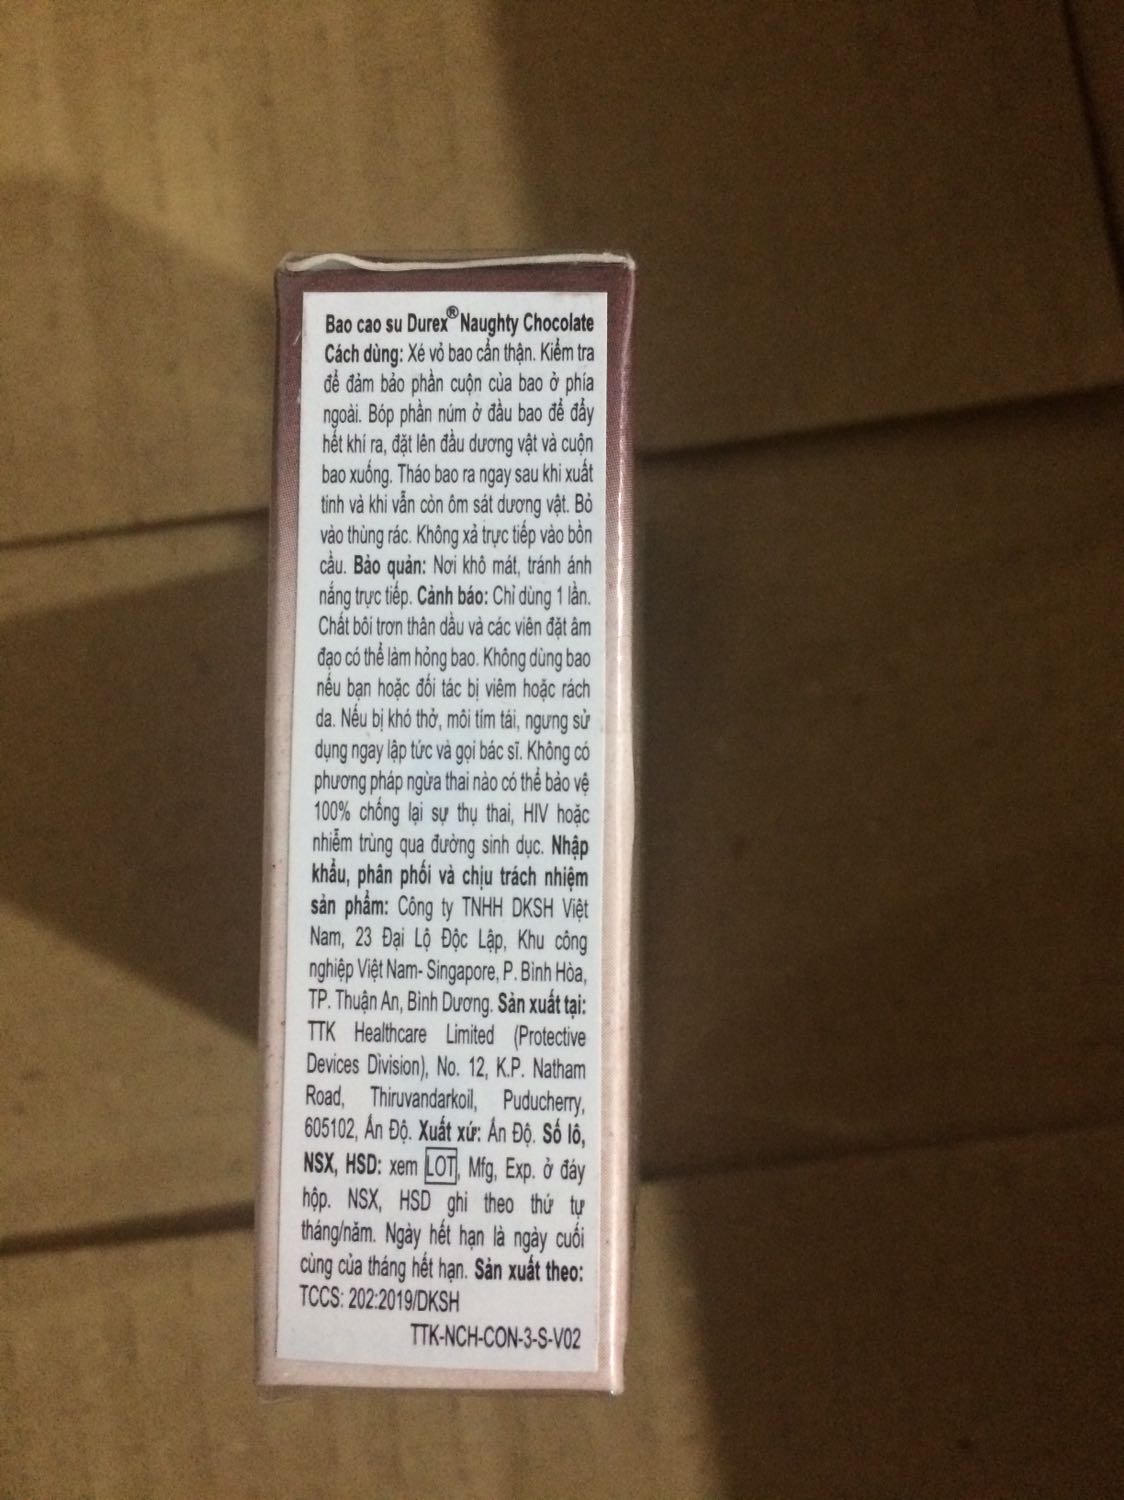 Bao cao su Durex® Naughty Chocolate
Cách dùng: Xé vỏ bao cẩn thận. Kiểm tra
để đảm bảo phần cuộn của bao ở phía
ngoài. Bóp phần núm ở đầu bao để đẩy
hết khí ra, đặt lên đầu dương vật và cuộn
bao xuống. Tháo bao ra ngay sau khi xuất
tinh và khi vẫn còn ôm sát dương vật. Bỏ
vào thùng rác. Không xả trực tiếp vào bồn
cầu. Bảo quản: Nơi khô mát, tránh ánh
nắng trực tiếp. Cảnh báo: Chỉ dùng 1 lần.
Chất bôi trơn thân dầu và các viên đặt âm
đạo có thể làm hỏng bao. Không dùng bao
nếu bạn hoặc đối tác bị viêm hoặc rách
da. Nếu bị khó thở, môi tím tái, ngưng sử
dụng ngay lập tức và gọi bác sĩ. Không có
phương pháp ngừa thai nào có thể bảo vệ
100% chống lại sự thụ thai, HIV hoặc
nhiễm trùng qua đường sinh dục. Nhập
khẩu, phân phối và chịu trách nhiệm
sản phẩm: Công ty TNHH DKSH Việt
Nam, 23 Đại Lộ Độc Lập, Khu công
nghiệp Việt Nam- Singapore, P. Bình Hòa,
TP. Thuận An, Bình Dương. Sản xuất tại:
TTK Healthcare Limited (Protective
Devices Division), No. 12, K.P. Natham
Road, Thiruvandarkoil, Puducherry,
605102, Ấn Độ. Xuất xứ: Ấn Độ. Số lô,
NSX, HSD: xem LOT, Mfg, Exp. ở đáy
hộp. NSX, HSD ghi theo thứ tự
tháng/năm. Ngày hết hạn là ngày cuối
cùng của tháng hết hạn. Sản xuất theo:
TCCS: 202:2019/DKSH
TTK-NCH-CON-3-S-V02